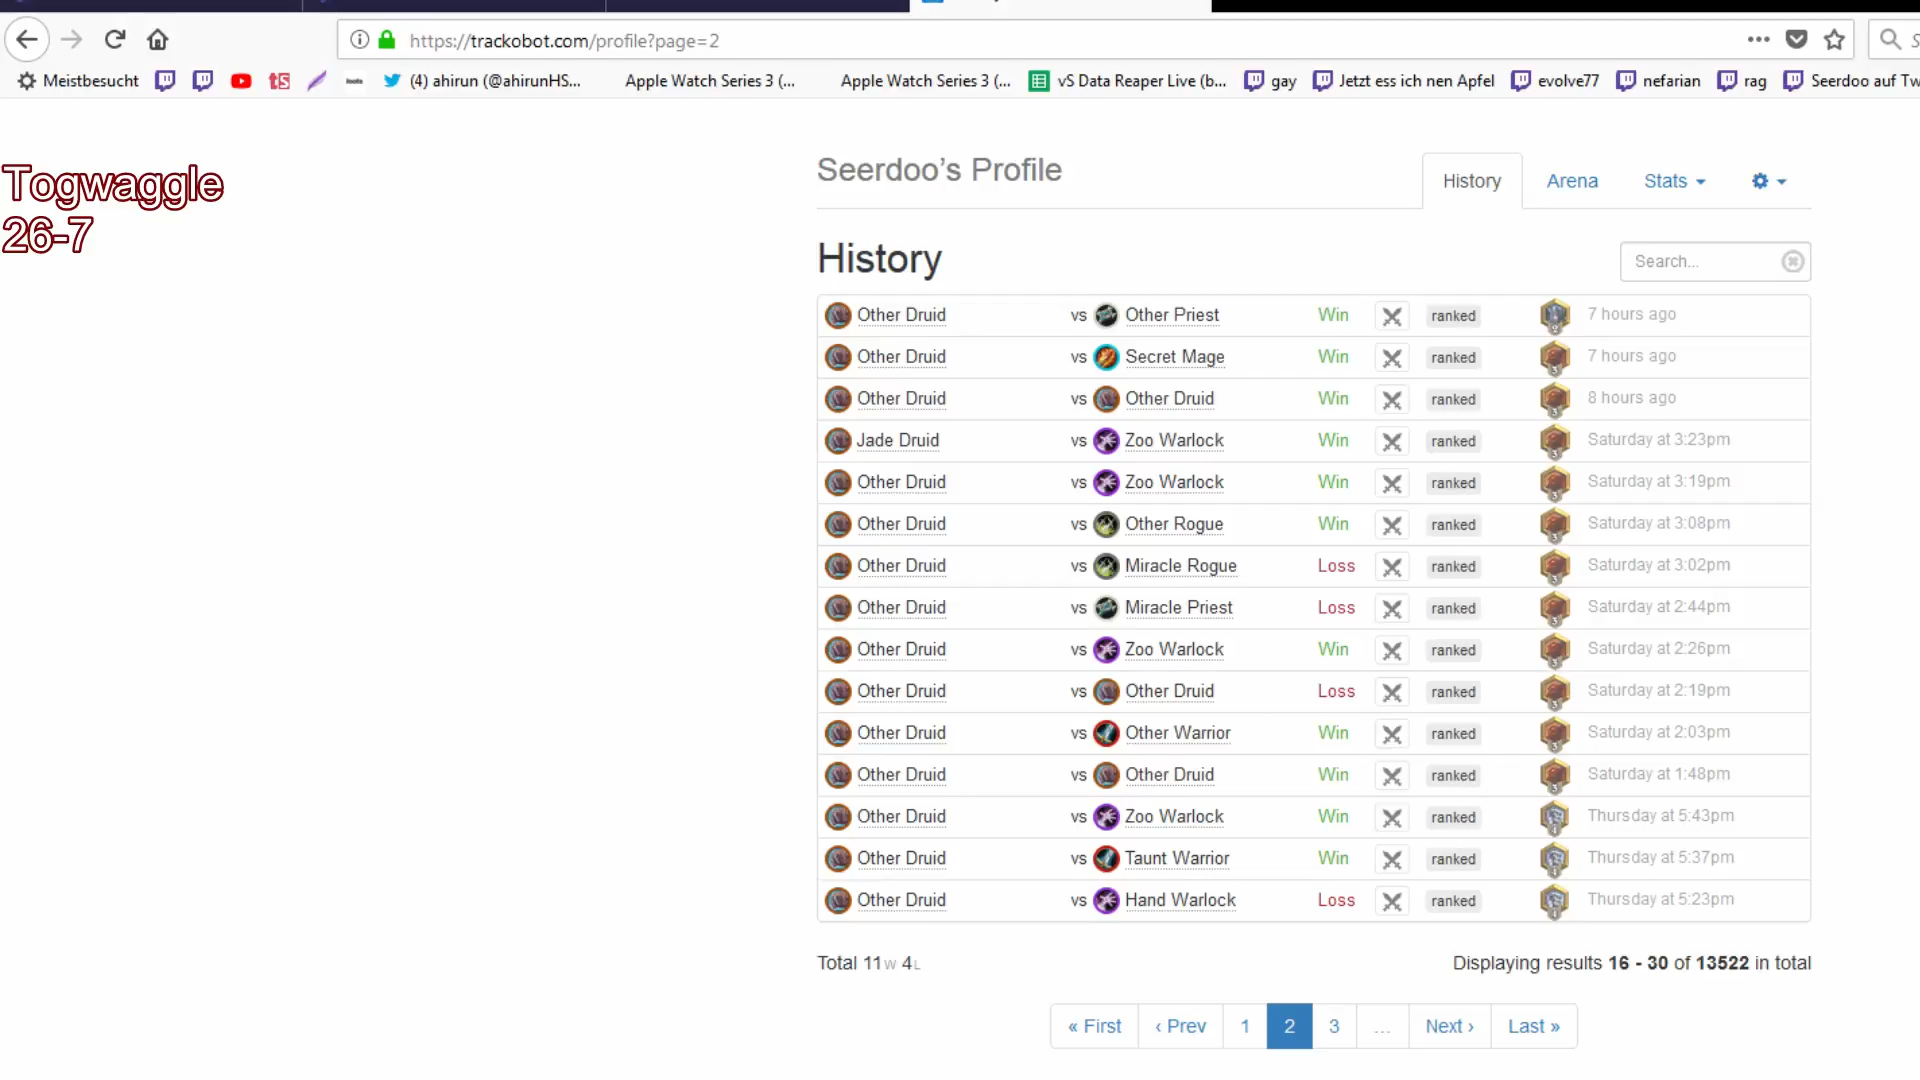 https://trackobot.com/profile?page=2
Meistbesucht
(4) ahirun (@ahirunHS...
Apple Watch Series 3 (...
Apple Watch Series 3 (...
vS Data Reaper Live (b...
gay
Jetzt ess ich nen Apfel
evolve77
nefarian
rag
Seerdoo auf Tw
Togwaggle
26-7
Seerdoo’s Profile
History
Arena
Stats
History
Search...
Other Druid vs Other Priest Win ranked 7 hours ago
Other Druid vs Secret Mage Win ranked 7 hours ago
Other Druid vs Other Druid Win ranked 8 hours ago
Jade Druid vs Zoo Warlock Win ranked Saturday at 3:23pm
Other Druid vs Zoo Warlock Win ranked Saturday at 3:19pm
Other Druid vs Other Rogue Win ranked Saturday at 3:08pm
Other Druid vs Miracle Rogue Loss ranked Saturday at 3:02pm
Other Druid vs Miracle Priest Loss ranked Saturday at 2:44pm
Other Druid vs Zoo Warlock Win ranked Saturday at 2:26pm
Other Druid vs Other Druid Loss ranked Saturday at 2:19pm
Other Druid vs Other Warrior Win ranked Saturday at 2:03pm
Other Druid vs Other Druid Win ranked Saturday at 1:48pm
Other Druid vs Zoo Warlock Win ranked Thursday at 5:43pm
Other Druid vs Taunt Warrior Win ranked Thursday at 5:37pm
Other Druid vs Hand Warlock Loss ranked Thursday at 5:23pm
Total 11W 4L
Displaying results 16 - 30 of 13522 in total
« First ‹ Prev 1 2 3 ... Next › Last »